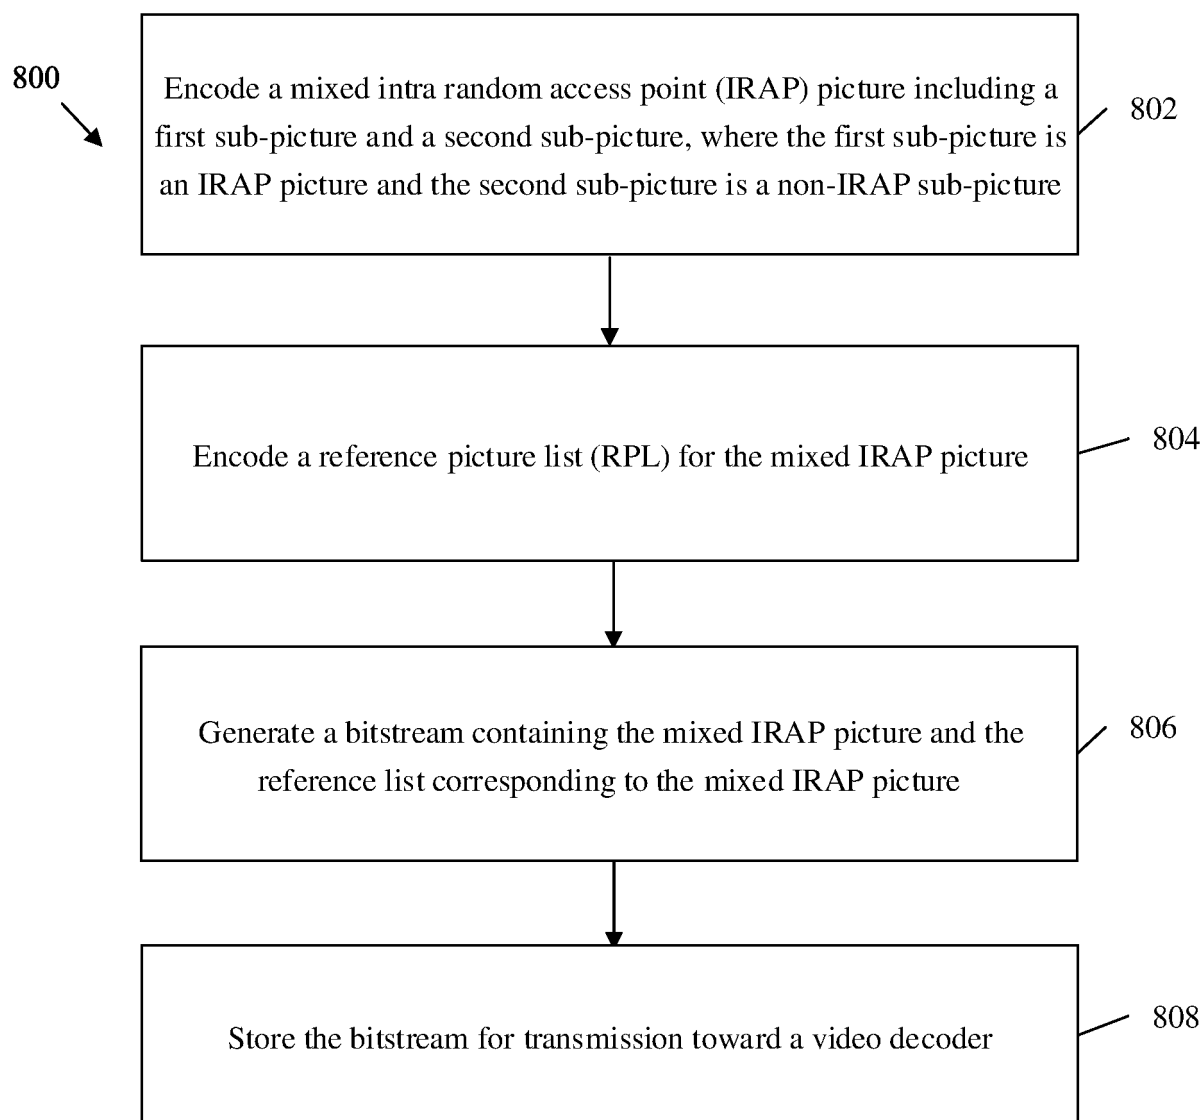 800
Encode a mixed intra random access point (IRAP) picture including a
first sub-picture and a second sub-picture, where the first sub-picture is
an IRAP picture and the second sub-picture is a non-IRAP sub-picture
802
Encode a reference picture list (RPL) for the mixed IRAP picture
804
Generate a bitstream containing the mixed IRAP picture and the
reference list corresponding to the mixed IRAP picture
806
Store the bitstream for transmission toward a video decoder
808